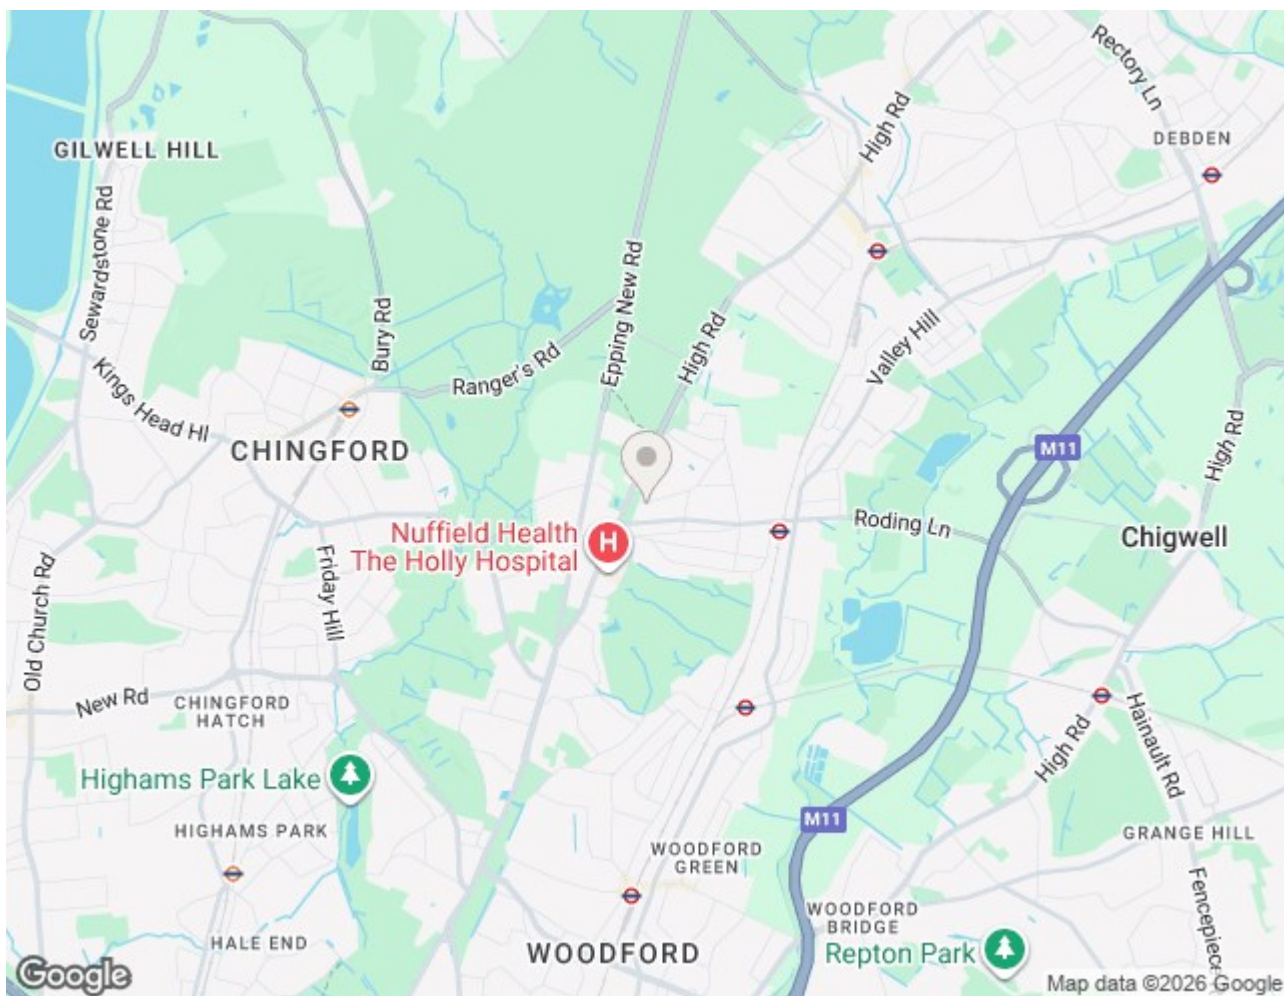 Rectory Ln
High Rd
DEBDEN
GILWELL HILL
Sewardstone Rd
Bury Rd
Epping New Rd
High Rd
Valley Hill
Ranger's Rd
Kings Head Hl
CHINGFORD
M11
High Rd
Nuffield Health
The Holly Hospital
H
Roding Ln
Chigwell
Friday Hill
Old Church Rd
New Rd
CHINGFORD
HATCH
Hainault Rd
High Rd
Highams Park Lake
M11
HIGHAMS PARK
WOODFORD
GREEN
GRANGE HILL
Fencepiece
WOODFORD
BRIDGE
HALE END
WOODFORD
Repton Park
Google
Map data ©2026 Google